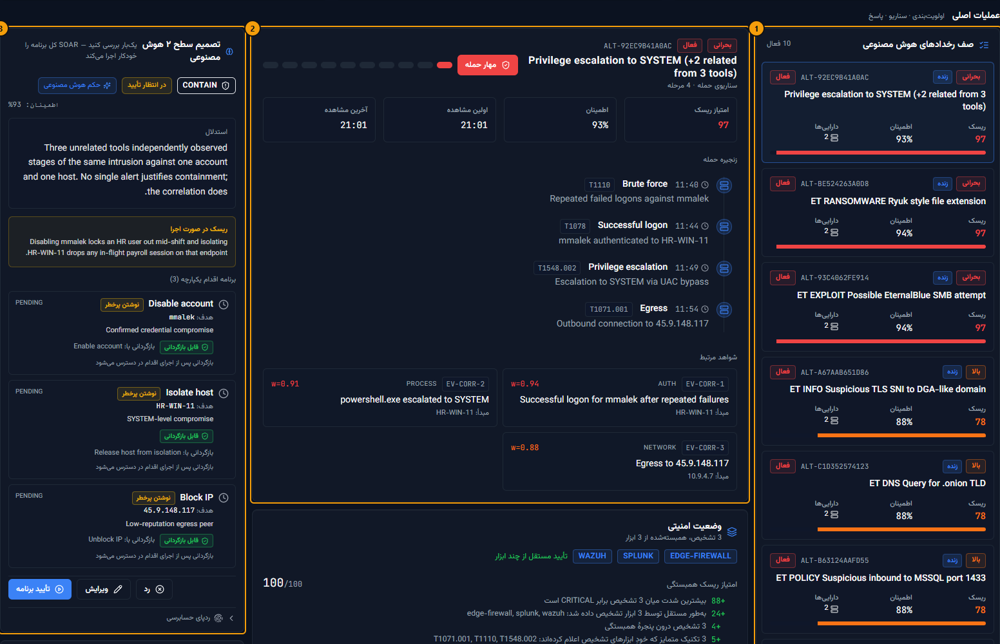 عملیات اصلی اولویت‌بندی · سناریو · پاسخ
1
صف رخدادهای هوش مصنوعی 10 فعال
بحرانی زنده ALT-92EC9B41A0AC فعال
Privilege escalation to SYSTEM (+2 related from 3
tools)
ریسک اطمینان دارایی‌ها
97 93% 2
بحرانی زنده ALT-BE524263A0D8 فعال
ET RANSOMWARE Ryuk style file extension
ریسک اطمینان دارایی‌ها
97 94% 2
بحرانی زنده ALT-93C4062FE914 فعال
ET EXPLOIT Possible EternalBlue SMB attempt
ریسک اطمینان دارایی‌ها
97 94% 2
بالا زنده ALT-A67AAB651D86 فعال
ET INFO Suspicious TLS SNI to DGA-like domain
ریسک اطمینان دارایی‌ها
78 88% 2
بالا زنده ALT-C1D352574123 فعال
ET DNS Query for .onion TLD
ریسک اطمینان دارایی‌ها
78 88% 2
بالا زنده ALT-B63124AAFD55 فعال
ET POLICY Suspicious inbound to MSSQL port 1433
ریسک اطمینان دارایی‌ها
78 88% 2
2
بحرانی فعال ALT-92EC9B41A0AC
Privilege escalation to SYSTEM (+2 related
from 3 tools)
سناریوی حمله · 4 مرحله
مهار حمله
امتیاز ریسک اطمینان اولین مشاهده آخرین مشاهده
97 93% 21:01 21:01
زنجیره حمله
11:40 Brute force T1110
Repeated failed logons against mmalek
11:44 Successful logon T1078
mmalek authenticated to HR-WIN-11
11:49 Privilege escalation T1548.002
Escalation to SYSTEM via UAC bypass
11:54 Egress T1071.001
Outbound connection to 45.9.148.117
شواهد مرتبط
EV-CORR-1 AUTH w=0.94
Successful logon for mmalek after repeated failures
مبدأ: HR-WIN-11
EV-CORR-2 PROCESS w=0.91
powershell.exe escalated to SYSTEM
مبدأ: HR-WIN-11
EV-CORR-3 NETWORK w=0.88
Egress to 45.9.148.117
مبدأ: 10.9.4.7
وضعیت امنیتی
3 تشخیص، همبسته‌شده از 3 ابزار
EDGE-FIREWALL SPLUNK WAZUH تأیید مستقل از چند ابزار
امتیاز ریسک همبستگی 100/100
88+ بیشترین شدت میان 3 تشخیص برابر CRITICAL است
24+ به‌طور مستقل توسط 3 ابزار تشخیص داده شد: edge-firewall, splunk, wazuh
4+ 3 تشخیص درون پنجرهٔ همبستگی
5+ 3 تکنیک متمایز که خودِ ابزارهای تشخیص اعلام کرده‌اند: T1071.001, T1110, T1548.002
3
تصمیم سطح ۲ هوش
مصنوعی
یک‌بار بررسی کنید — SOAR کل برنامه را
خودکار اجرا می‌کند
CONTAIN در انتظار تأیید حکم هوش مصنوعی
اطمینان: 93%
استدلال
Three unrelated tools independently observed
stages of the same intrusion against one account
and one host. No single alert justifies containment;
.the correlation does
ریسک در صورت اجرا
Disabling mmalek locks an HR user out mid-shift and isolating
.HR-WIN-11 drops any in-flight payroll session on that endpoint
برنامه اقدام یکپارچه (3)
Disable account نوشتن پرخطر PENDING
هدف: mmalek
Confirmed credential compromise
قابل بازگردانی بازگردانی با: Enable account
بازگردانی پس از اجرای اقدام در دسترس می‌شود
Isolate host نوشتن پرخطر PENDING
هدف: HR-WIN-11
SYSTEM-level compromise
قابل بازگردانی
بازگردانی با: Release host from isolation
بازگردانی پس از اجرای اقدام در دسترس می‌شود
Block IP نوشتن پرخطر PENDING
هدف: 45.9.148.117
Low-reputation egress peer
قابل بازگردانی بازگردانی با: Unblock IP
بازگردانی پس از اجرای اقدام در دسترس می‌شود
رد ویرایش تأیید برنامه
ردپای حسابرسی